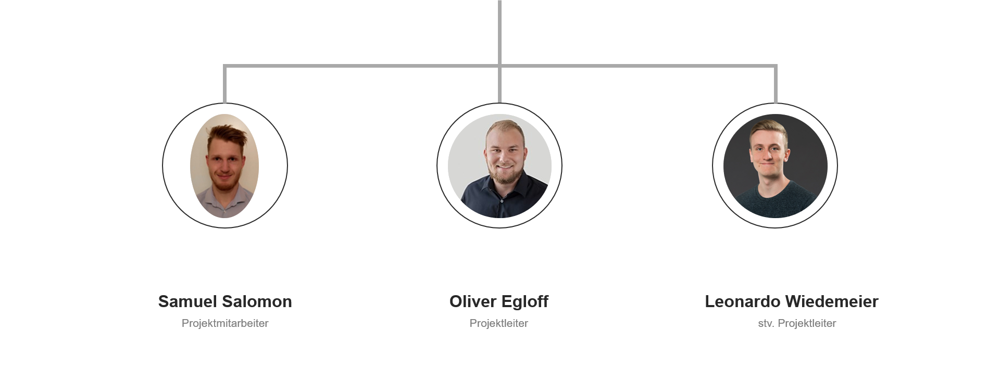 Samuel Salomon
Projektmitarbeiter
Oliver Egloff
Projektleiter
Leonardo Wiedemeier
stv. Projektleiter